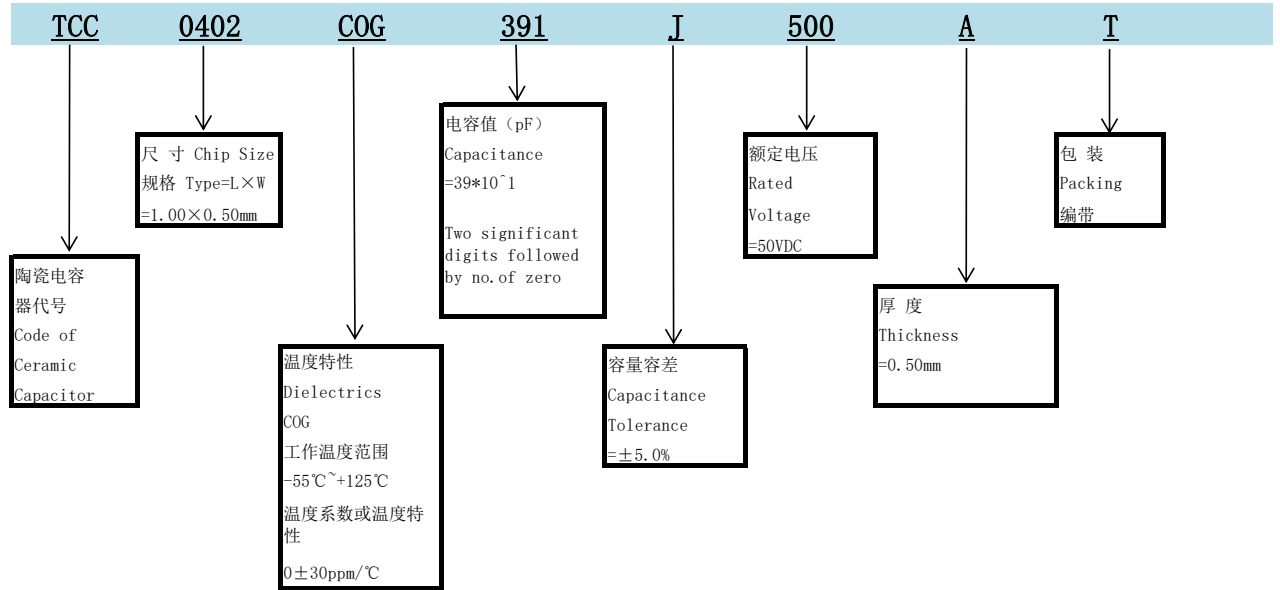 TCC 0402 COG 391 J 500 A T
陶瓷电容
器代号
Code of
Ceramic
Capacitor
尺 寸 Chip Size
规格 Type=L×W
=1.00×0.50mm
温度特性
Dielectrics
COG
工作温度范围
-55℃~+125℃
温度系数或温度特
性
0±30ppm/℃
电容值（pF）
Capacitance
=39*10^1
Two significant
digits followed
by no.of zero
容量容差
Capacitance
Tolerance
=±5.0%
额定电压
Rated
Voltage
=50VDC
厚 度
Thickness
=0.50mm
包 装
Packing
编带